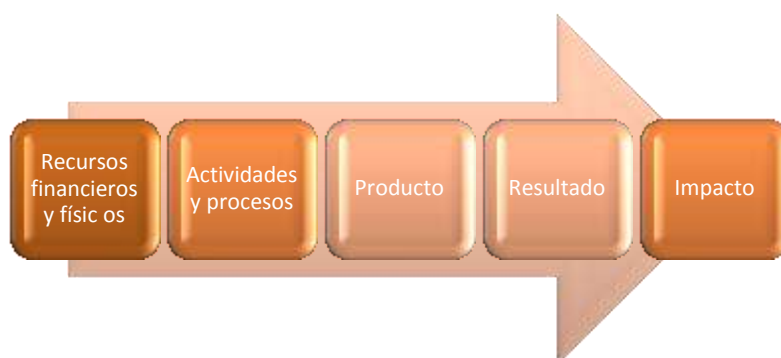 Recursos
financieros
y físic os
Actividades
y procesos
Producto
Resultado
Impacto